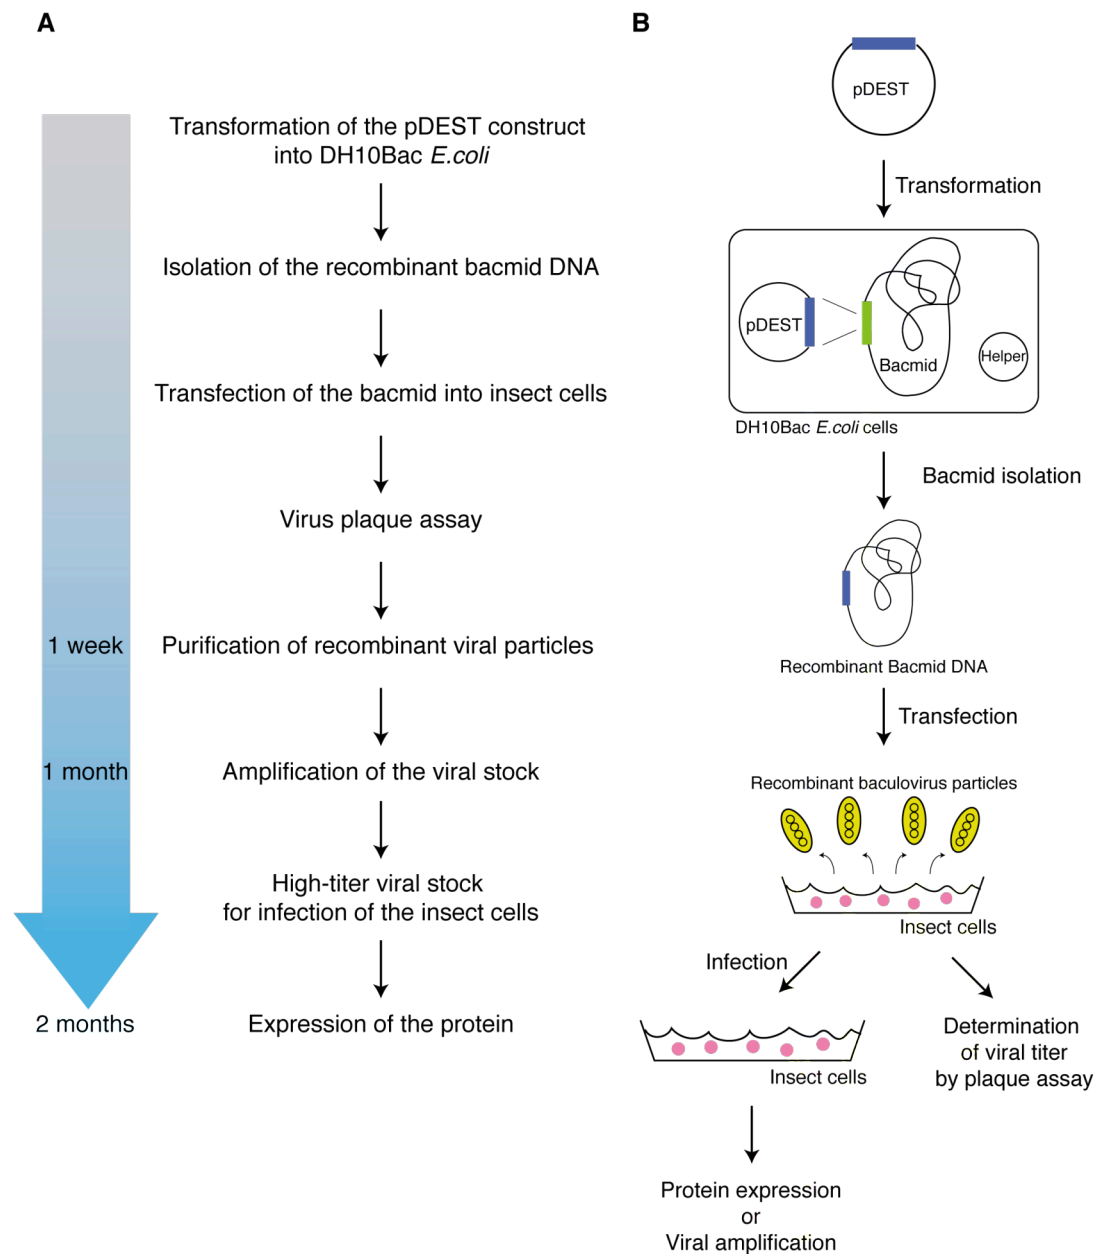 A
Transformation of the pDEST construct
into DH10Bac E.coli
Isolation of the recombinant bacmid DNA
Transfection of the bacmid into insect cells
Virus plaque assay
1 week
Purification of recombinant viral particles
1 month
Amplification of the viral stock
High-titer viral stock
for infection of the insect cells
2 months
Expression of the protein
B
pDEST
Transformation
pDEST
Bacmid
Helper
DH10Bac E.coli cells
Bacmid isolation
Recombinant Bacmid DNA
Transfection
Recombinant baculovirus particles
Insect cells
Infection
Insect cells
Determination
of viral titer
by plaque assay
Protein expression
or
Viral amplification